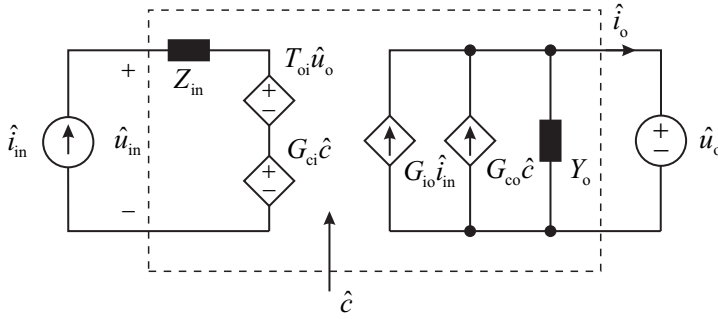 î_o
+
Z_in
T_oi û_o
+
−
î_in
û_in
G_ci ĉ
+
−
G_io î_in
G_co ĉ
Y_o
+
−
û_o
−
ĉ